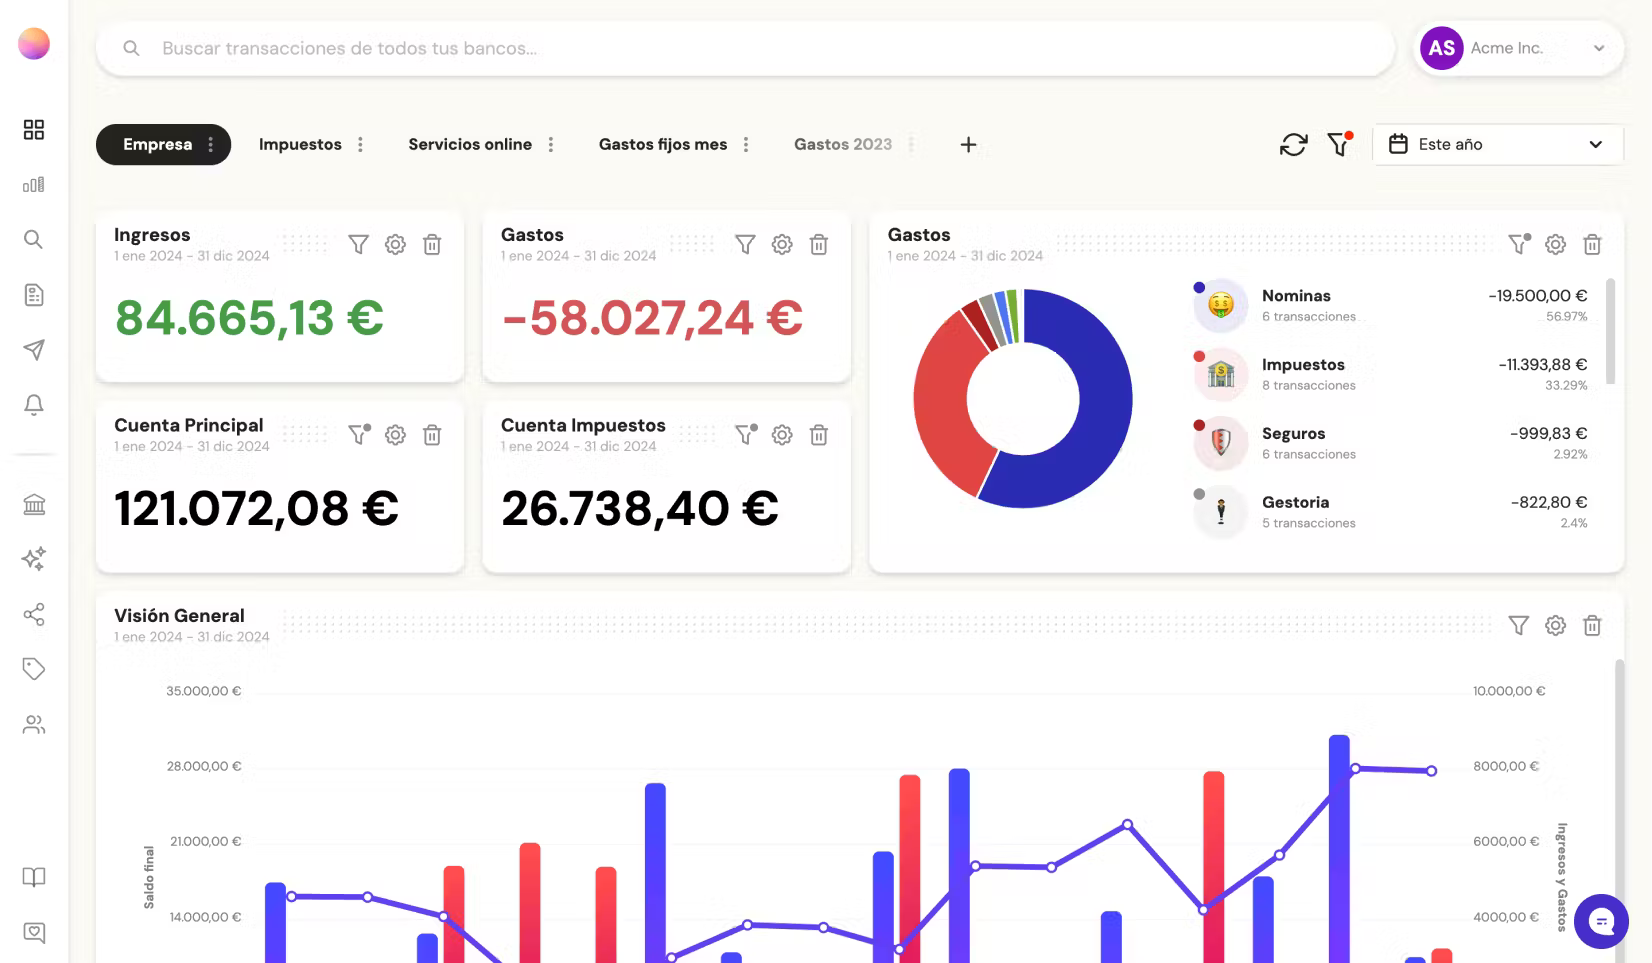 Buscar transacciones de todos tus bancos...
AS Acme Inc.
Empresa Impuestos Servicios online Gastos fijos mes Gastos 2023 +
Este año
Ingresos
1 ene 2024 - 31 dic 2024
84.665,13 €
Gastos
1 ene 2024 - 31 dic 2024
-58.027,24 €
Cuenta Principal
1 ene 2024 - 31 dic 2024
121.072,08 €
Cuenta Impuestos
1 ene 2024 - 31 dic 2024
26.738,40 €
Gastos
1 ene 2024 - 31 dic 2024
Nominas -19.500,00 €
6 transacciones 56.97%
Impuestos -11.393,88 €
8 transacciones 33.29%
Seguros -999,83 €
6 transacciones 2.92%
Gestoria -822,80 €
5 transacciones 2.4%
Visión General
1 ene 2024 - 31 dic 2024
Saldo final
35.000,00 €
28.000,00 €
21.000,00 €
14.000,00 €
10.000,00 €
8000,00 €
6000,00 €
4000,00 €
Ingresos y Gastos